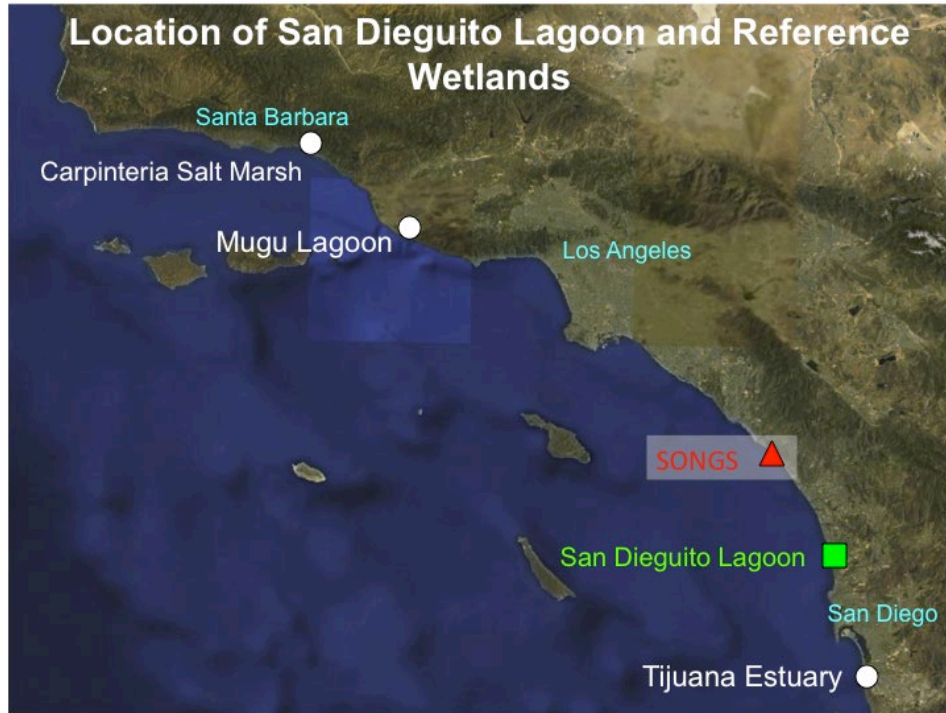 Location of San Dieguito Lagoon and Reference
Wetlands
Santa Barbara
Carpinteria Salt Marsh
Mugu Lagoon
Los Angeles
SONGS
San Dieguito Lagoon
San Diego
Tijuana Estuary